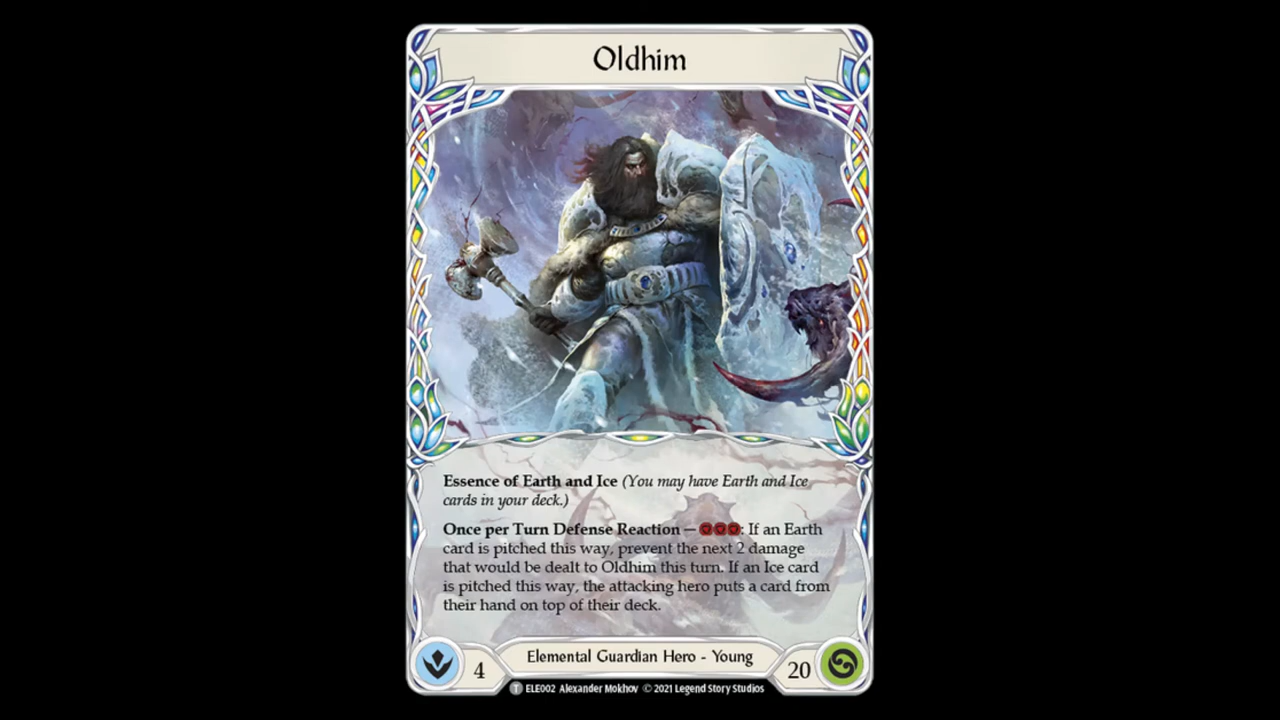 Oldhim
Essence of Earth and Ice (You may have Earth and Ice
cards in your deck.)
Once per Turn Defense Reaction — : If an Earth
card is pitched this way, prevent the next 2 damage
that would be dealt to Oldhim this turn. If an Ice card
is pitched this way, the attacking hero puts a card from
their hand on top of their deck.
4
Elemental Guardian Hero - Young
20
T ELE002 Alexander Mokhov © 2021 Legend Story Studios